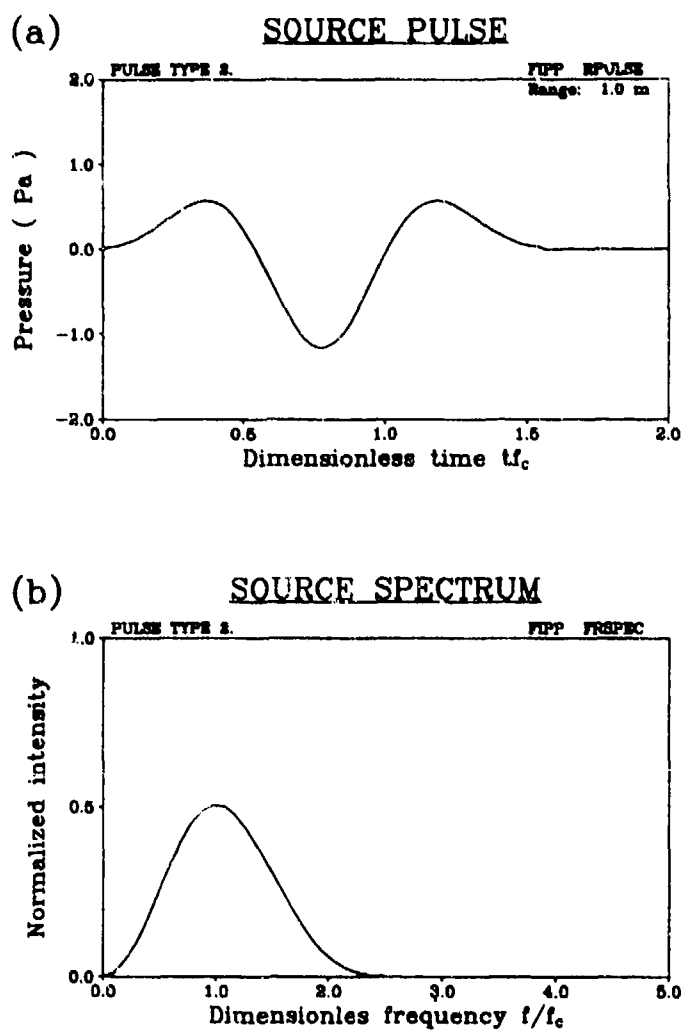 (a) SOURCE PULSE
PULSE TYPE 2. FIPP RPULSE
Range: 1.0 m
2.0
1.0
0.0
-1.0
-2.0
Pressure ( Pa )
0.0 0.5 1.0 1.5 2.0
Dimensionless time tf_c
(b) SOURCE SPECTRUM
PULSE TYPE 2. FIPP FRSPEC
1.0
0.5
0.0
Normalized intensity
0.0 1.0 2.0 3.0 4.0 5.0
Dimensionles frequency f/f_c